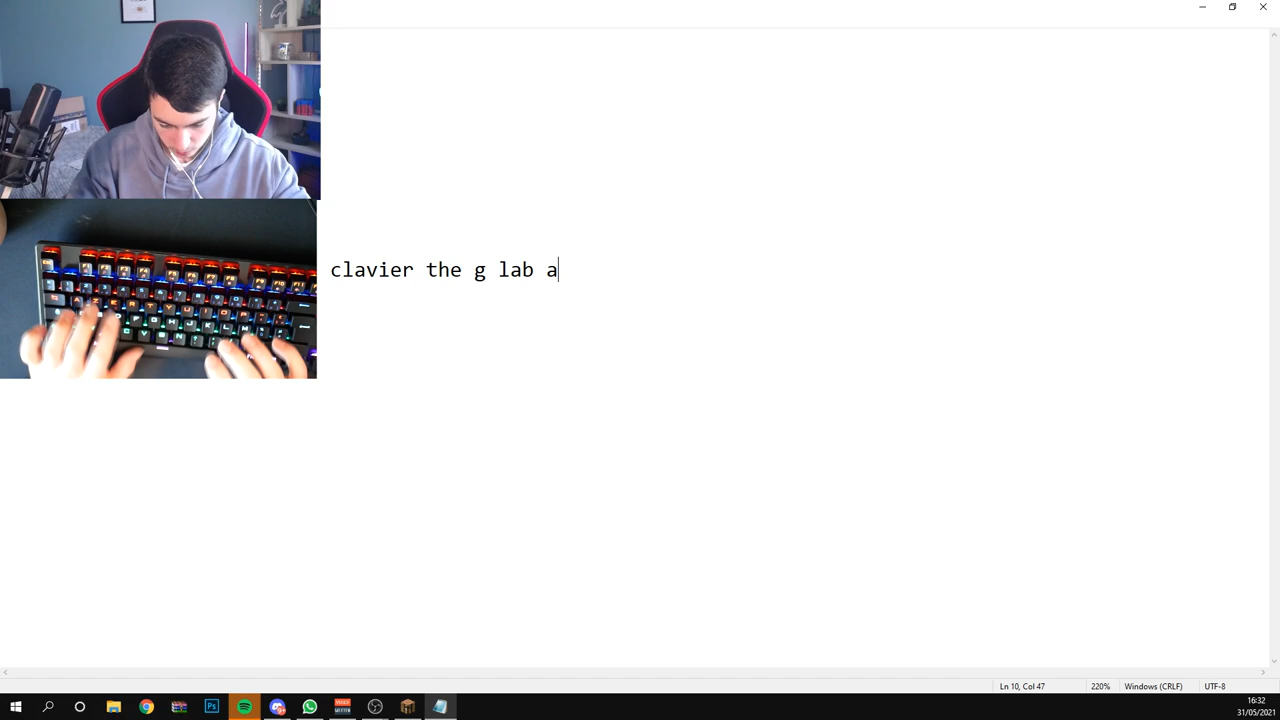 clavier the g lab a
Ln 10, Col 47
220%
Windows (CRLF)
UTF-8
16:32
31/05/2021